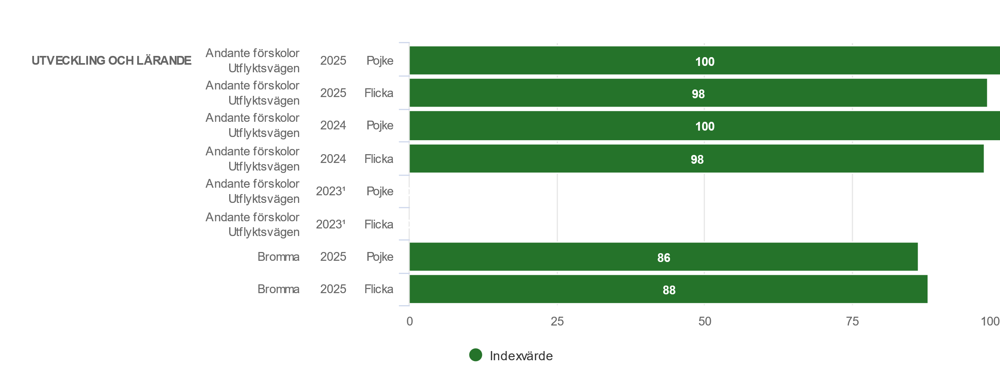 UTVECKLING OCH LÄRANDE
Andante förskolor
Utflyktsvägen
2025
Pojke
100
Andante förskolor
Utflyktsvägen
2025
Flicka
98
Andante förskolor
Utflyktsvägen
2024
Pojke
100
Andante förskolor
Utflyktsvägen
2024
Flicka
98
Andante förskolor
Utflyktsvägen
2023¹
Pojke
Andante förskolor
Utflyktsvägen
2023¹
Flicka
Bromma
2025
Pojke
86
Bromma
2025
Flicka
88
0
25
50
75
100
Indexvärde